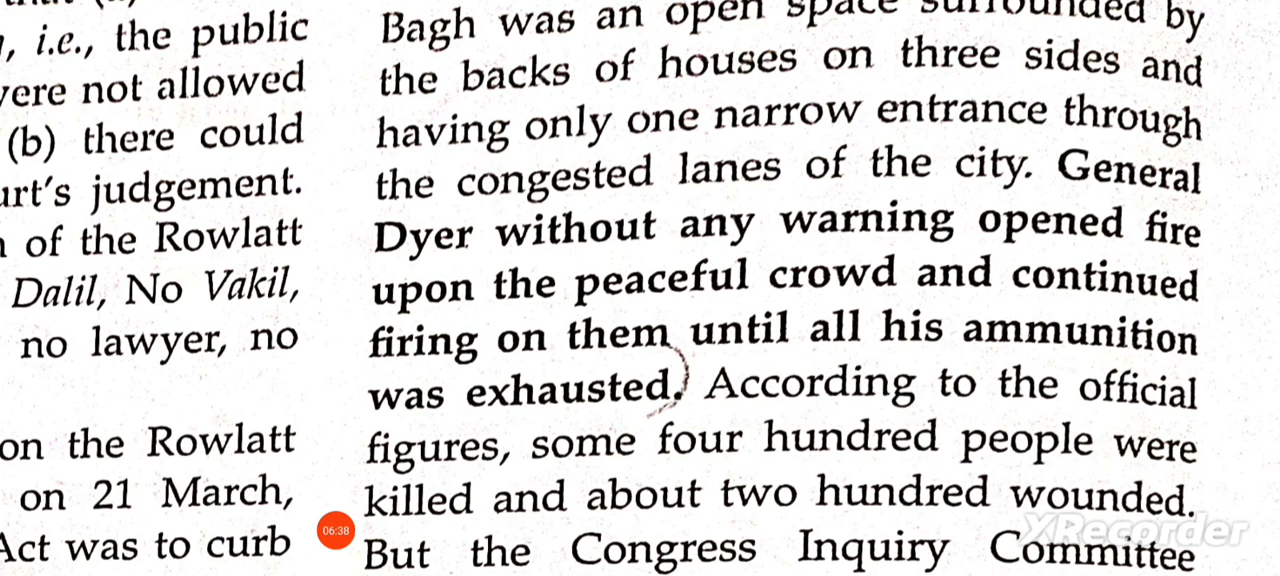 , i.e., the public
were not allowed
(b) there could
urt's judgement.
of the Rowlatt
Dalil, No Vakil,
no lawyer, no
on the Rowlatt
on 21 March,
Act was to curb
Bagh was an open space surrounded by
the backs of houses on three sides and
having only one narrow entrance through
the congested lanes of the city. General
Dyer without any warning opened fire
upon the peaceful crowd and continued
firing on them until all his ammunition
was exhausted. According to the official
figures, some four hundred people were
killed and about two hundred wounded.
But the Congress Inquiry Committee
06:38
XRecorder